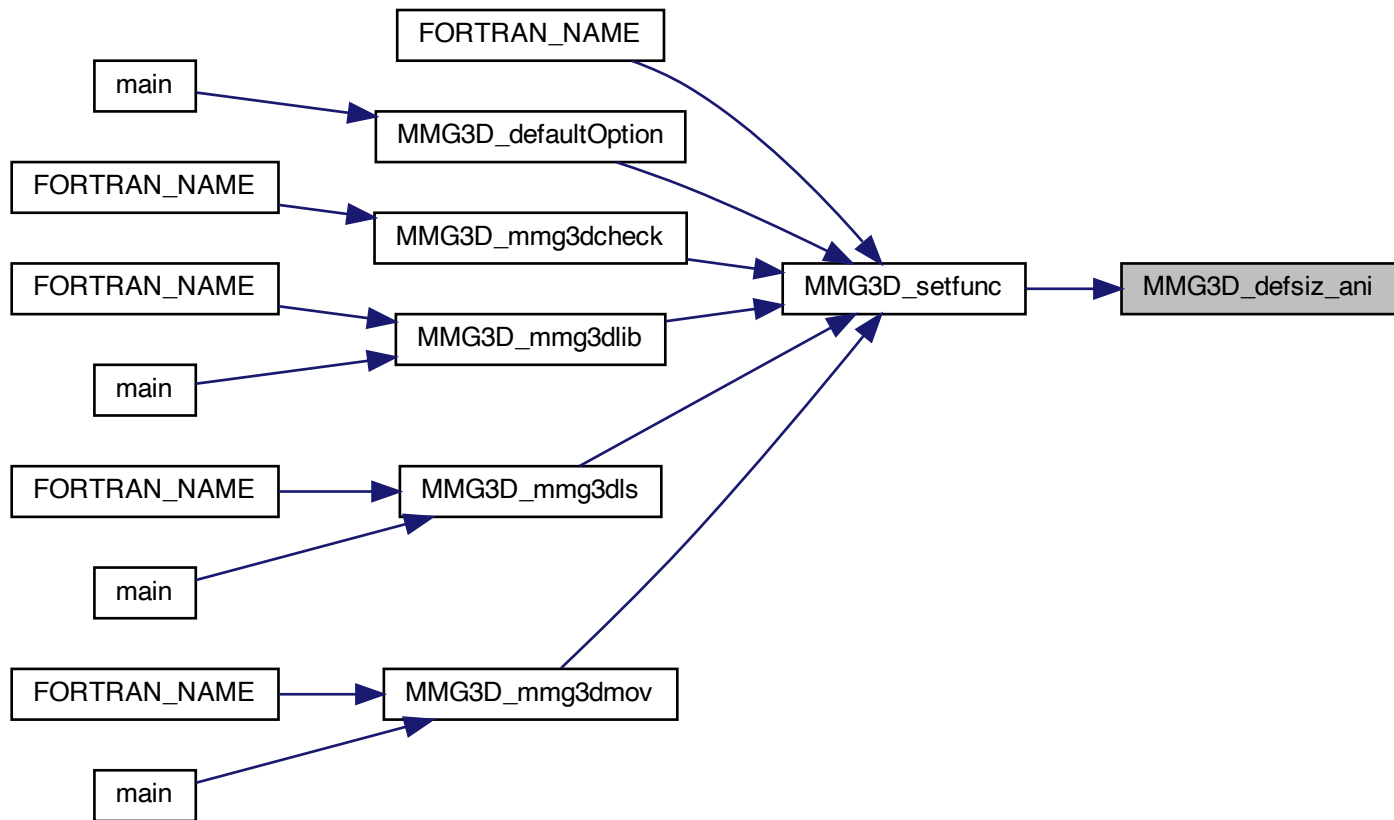 FORTRAN_NAME
main
MMG3D_defaultOption
FORTRAN_NAME
MMG3D_mmg3dcheck
FORTRAN_NAME
MMG3D_setfunc
MMG3D_defsiz_ani
MMG3D_mmg3dlib
main
FORTRAN_NAME
MMG3D_mmg3dls
main
FORTRAN_NAME
MMG3D_mmg3dmov
main